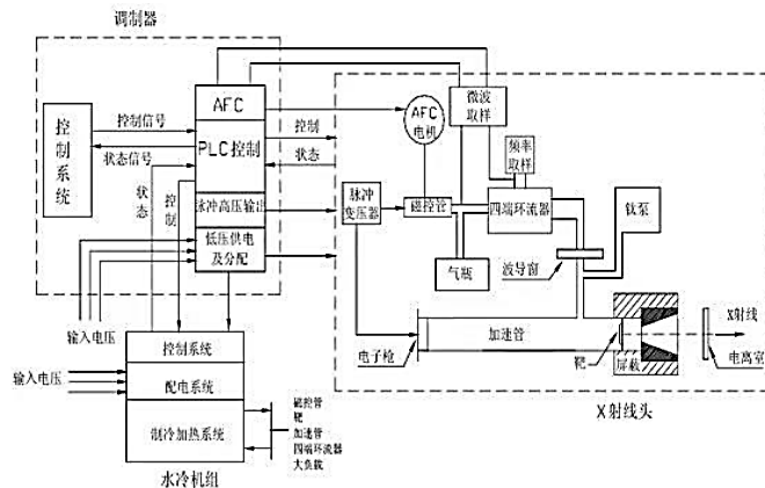 调制器
AFC
PLC控制
脉冲高压输出
低压供电
及分配
控制系统
控制信号
状态信号
状态
控制
输入电压
控制
状态
AFC
电机
微波
取样
频率
取样
脉冲
变压器
磁控管
四端环流器
钛泵
气瓶
波导窗
加速管
电子枪
靶
屏蔽
X射线
电离室
X射线头
输入电压
控制系统
配电系统
制冷加热系统
磁控管
靶
加速管
四端环流器
大负载
水冷机组